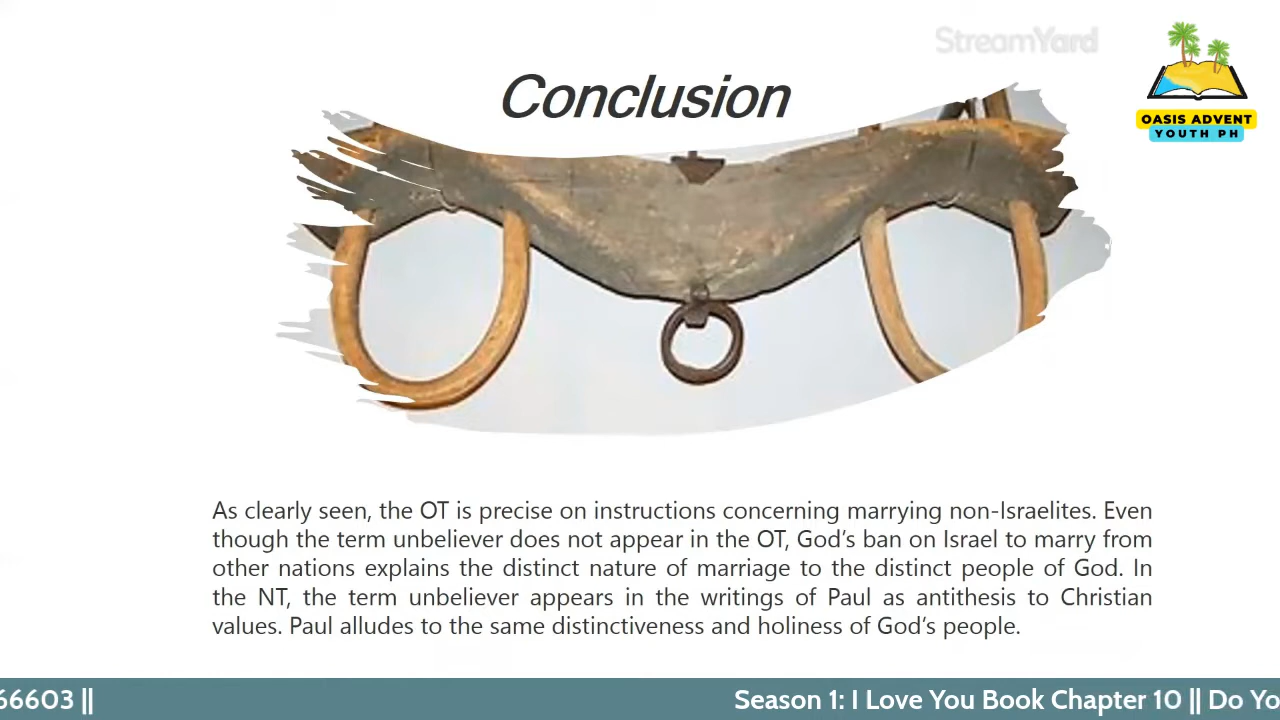 StreamYard
Conclusion
OASIS ADVENT
YOUTH PH
As clearly seen, the OT is precise on instructions concerning marrying non-Israelites. Even
though the term unbeliever does not appear in the OT, God’s ban on Israel to marry from
other nations explains the distinct nature of marriage to the distinct people of God. In
the NT, the term unbeliever appears in the writings of Paul as antithesis to Christian
values. Paul alludes to the same distinctiveness and holiness of God’s people.
66603 || Season 1: I Love You Book Chapter 10 || Do Yo